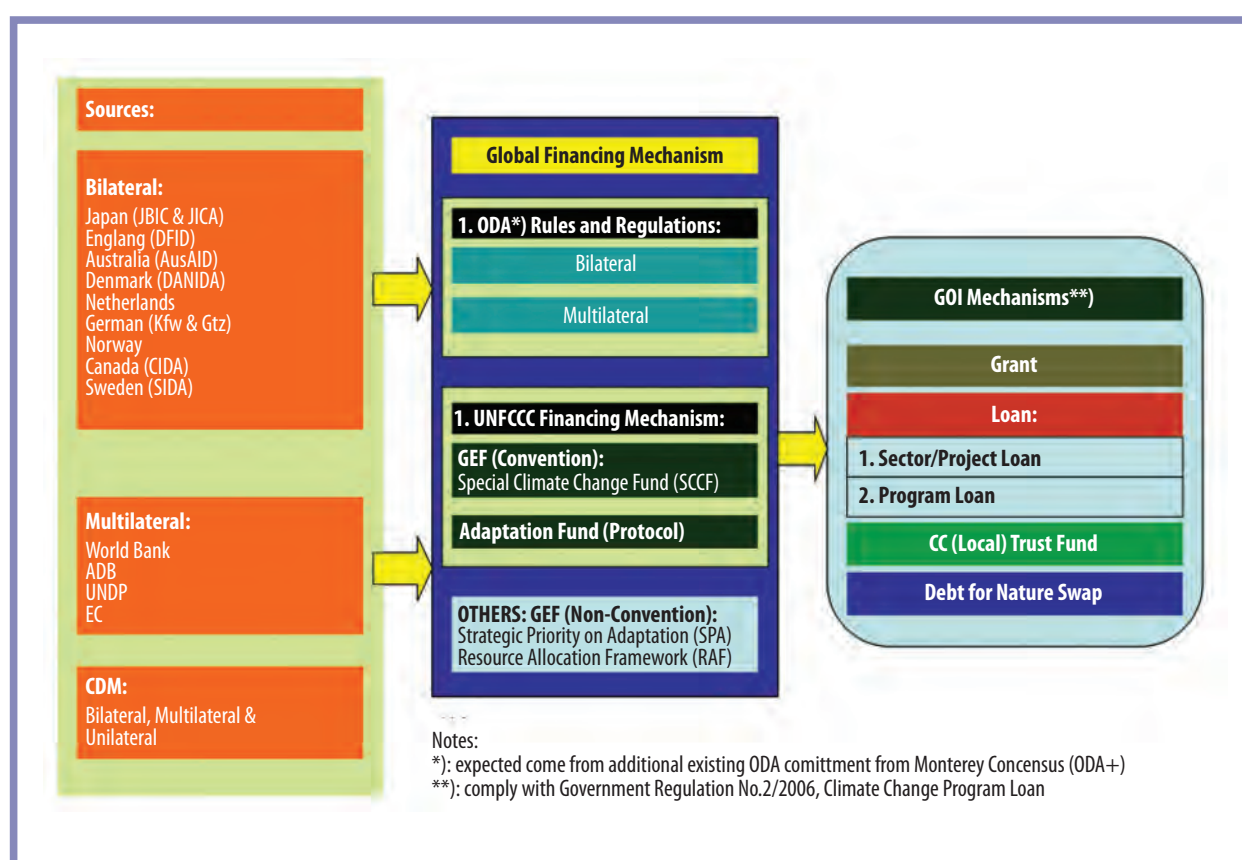 Sources:
Bilateral:
Japan (JBIC & JICA)
Englang (DFID)
Australia (AusAID)
Denmark (DANIDA)
Netherlands
German (Kfw & Gtz)
Norway
Canada (CIDA)
Sweden (SIDA)
Multilateral:
World Bank
ADB
UNDP
EC
CDM:
Bilateral, Multilateral &
Unilateral
Global Financing Mechanism
1. ODA*) Rules and Regulations:
Bilateral
Multilateral
1. UNFCCC Financing Mechanism:
GEF (Convention):
Special Climate Change Fund (SCCF)
Adaptation Fund (Protocol)
OTHERS: GEF (Non-Convention):
Strategic Priority on Adaptation (SPA)
Resource Allocation Framework (RAF)
GOI Mechanisms**)
Grant
Loan:
1. Sector/Project Loan
2. Program Loan
CC (Local) Trust Fund
Debt for Nature Swap
Notes:
*): expected come from additional existing ODA comittment from Monterey Concensus (ODA+)
**): comply with Government Regulation No.2/2006, Climate Change Program Loan